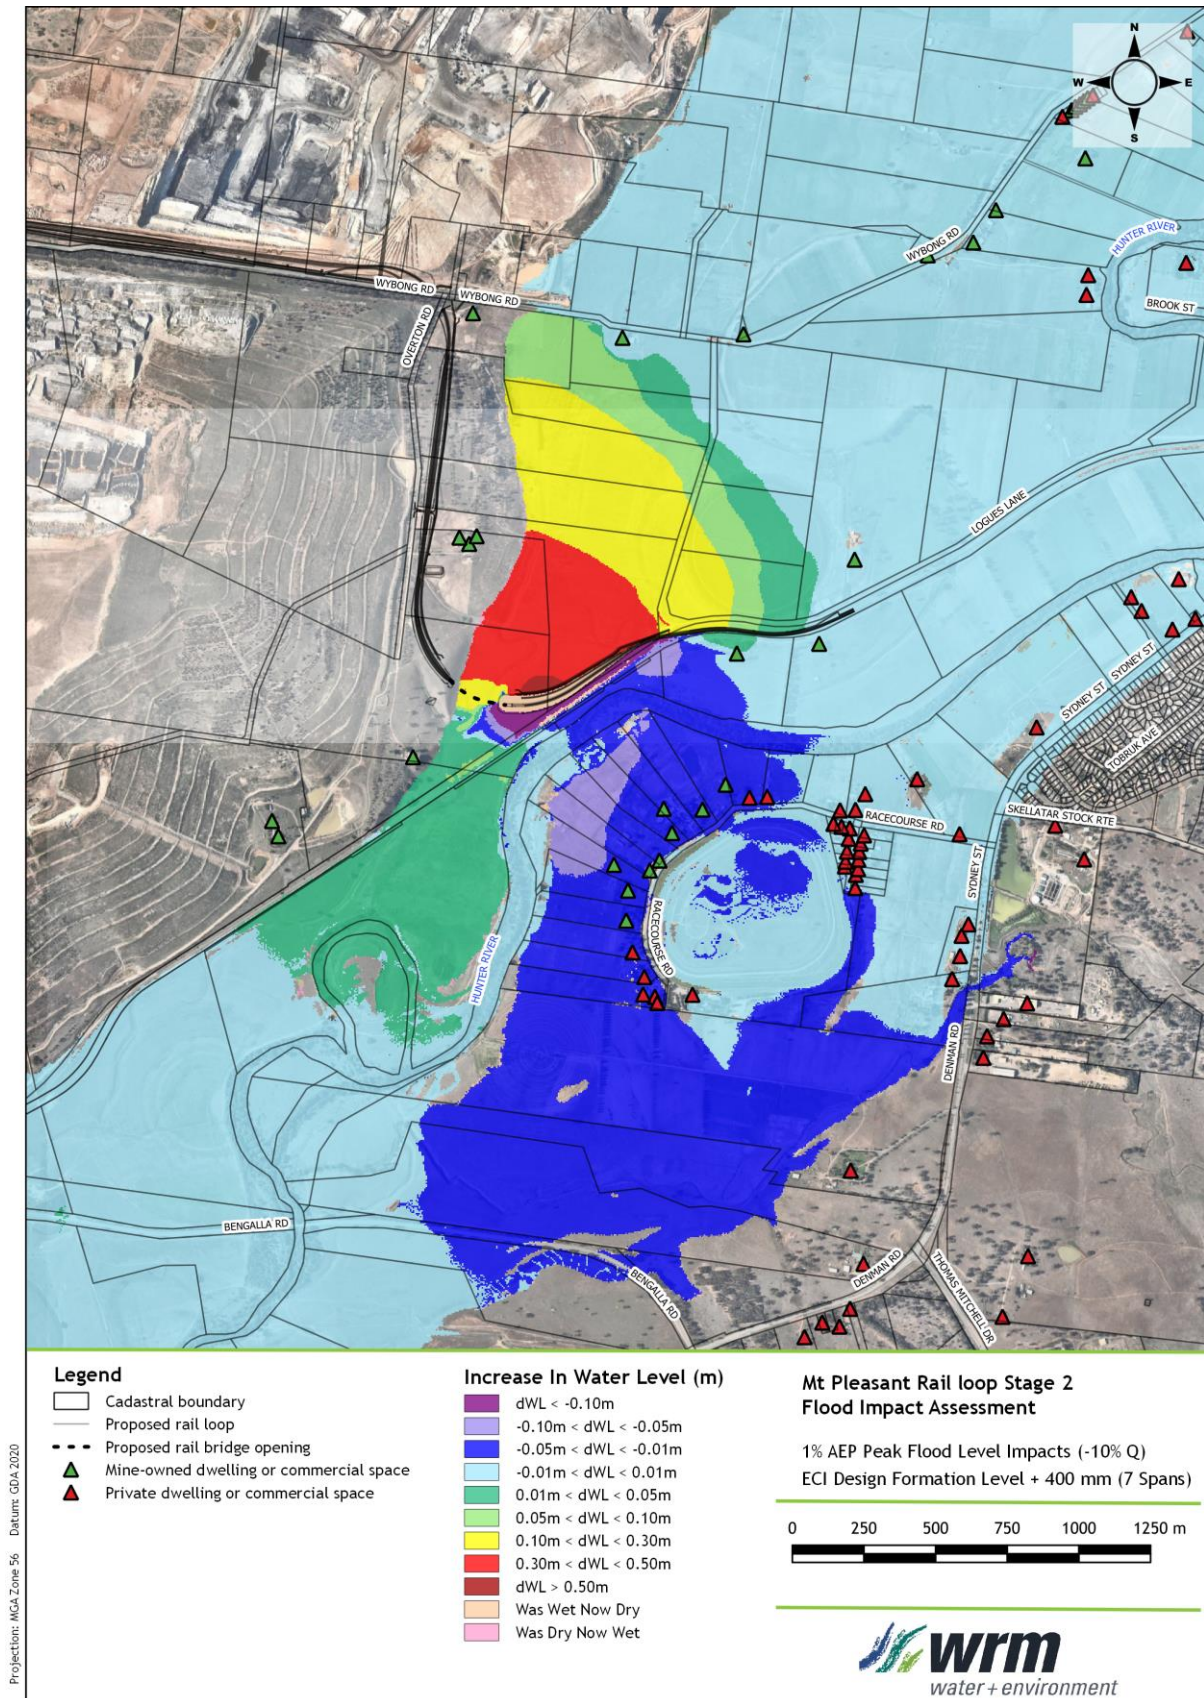 N
W
E
S
HUNTER RIVER
WYBONG RD
BROOK ST
WYBONG RD
WYBONG RD
OVERTON RD
LOGUES LANE
SYDNEY ST
SYDNEY ST
TOBRUK AVE
SKELLATAR STOCK RTE
RACECOURSE RD
SYDNEY ST
RACECOURSE RD
HUNTER RIVER
DENMAN RD
BENGALLA RD
BENGALLA RD
DENMAN RD
THOMAS MITCHELL DR
Legend
Cadastral boundary
Proposed rail loop
Proposed rail bridge opening
Mine-owned dwelling or commercial space
Private dwelling or commercial space
Increase In Water Level (m)
dWL < -0.10m
-0.10m < dWL < -0.05m
-0.05m < dWL < -0.01m
-0.01m < dWL < 0.01m
0.01m < dWL < 0.05m
0.05m < dWL < 0.10m
0.10m < dWL < 0.30m
0.30m < dWL < 0.50m
dWL > 0.50m
Was Wet Now Dry
Was Dry Now Wet
Mt Pleasant Rail loop Stage 2
Flood Impact Assessment
1% AEP Peak Flood Level Impacts (-10% Q)
ECI Design Formation Level + 400 mm (7 Spans)
0 250 500 750 1000 1250 m
wrm
water + environment
Projection: MGA Zone 56 Datum: GDA 2020